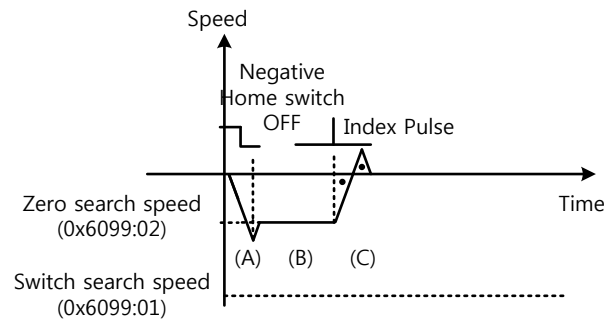 Speed
Negative
Home switch
OFF
Index Pulse
Time
Zero search speed
(0x6099:02)
(A)
(B)
(C)
Switch search speed
(0x6099:01)